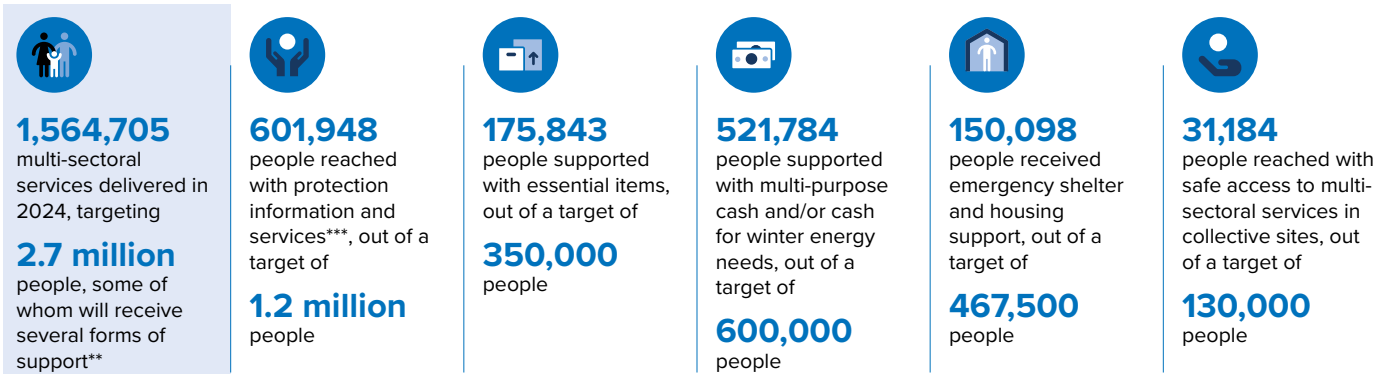 1,564,705
multi-sectoral
services delivered in
2024, targeting
2.7 million
people, some of
whom will receive
several forms of
support**
601,948
people reached
with protection
information and
services***, out of a
target of
1.2 million
people
175,843
people supported
with essential items,
out of a target of
350,000
people
521,784
people supported
with multi-purpose
cash and/or cash
for winter energy
needs, out of a
target of
600,000
people
150,098
people received
emergency shelter
and housing
support, out of a
target of
467,500
people
31,184
people reached with
safe access to multi-
sectoral services in
collective sites, out
of a target of
130,000
people